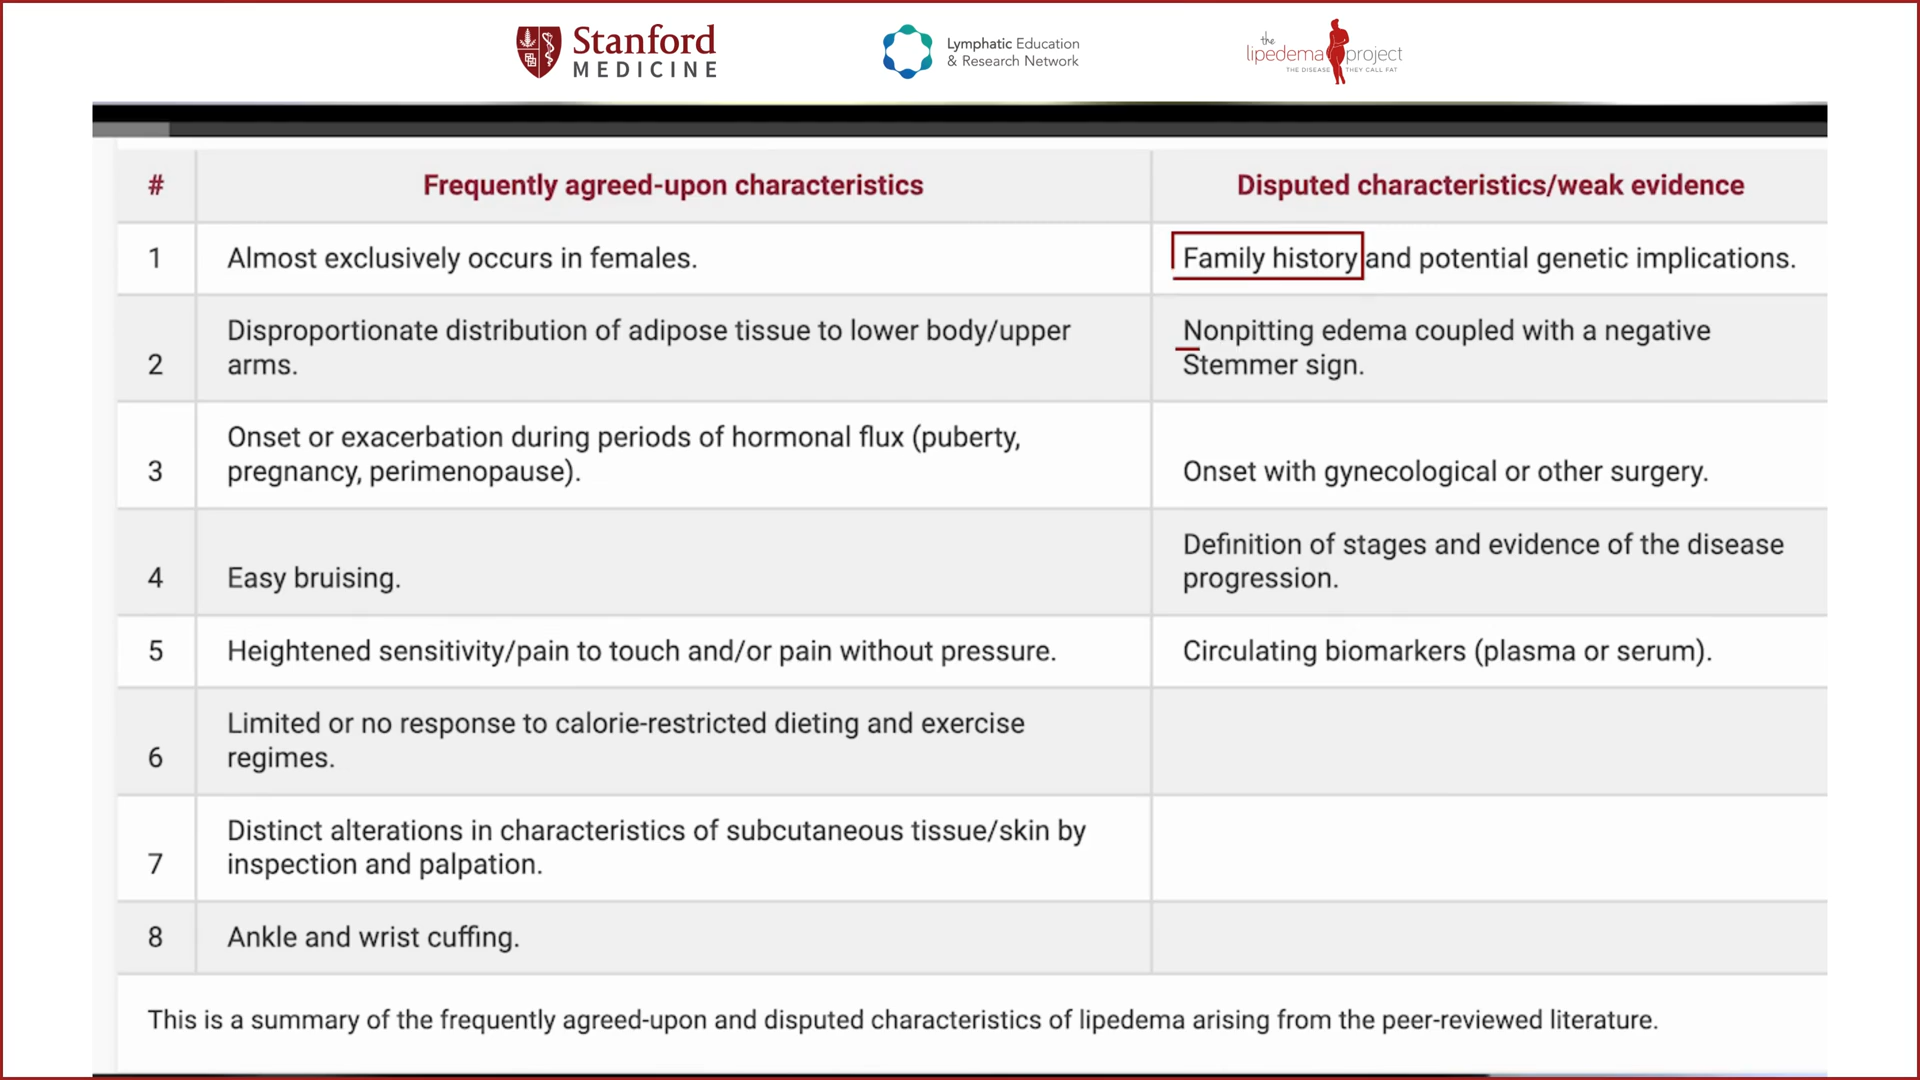 Stanford
MEDICINE
Lymphatic Education
& Research Network
the
lipedema project
THE DISEASE THEY CALL FAT
# Frequently agreed-upon characteristics Disputed characteristics/weak evidence
1 Almost exclusively occurs in females. Family history and potential genetic implications.
2 Disproportionate distribution of adipose tissue to lower body/upper
arms.
Nonpitting edema coupled with a negative
Stemmer sign.
3 Onset or exacerbation during periods of hormonal flux (puberty,
pregnancy, perimenopause).
Onset with gynecological or other surgery.
4 Easy bruising.
Definition of stages and evidence of the disease
progression.
5 Heightened sensitivity/pain to touch and/or pain without pressure. Circulating biomarkers (plasma or serum).
6 Limited or no response to calorie-restricted dieting and exercise
regimes.
7 Distinct alterations in characteristics of subcutaneous tissue/skin by
inspection and palpation.
8 Ankle and wrist cuffing.
This is a summary of the frequently agreed-upon and disputed characteristics of lipedema arising from the peer-reviewed literature.